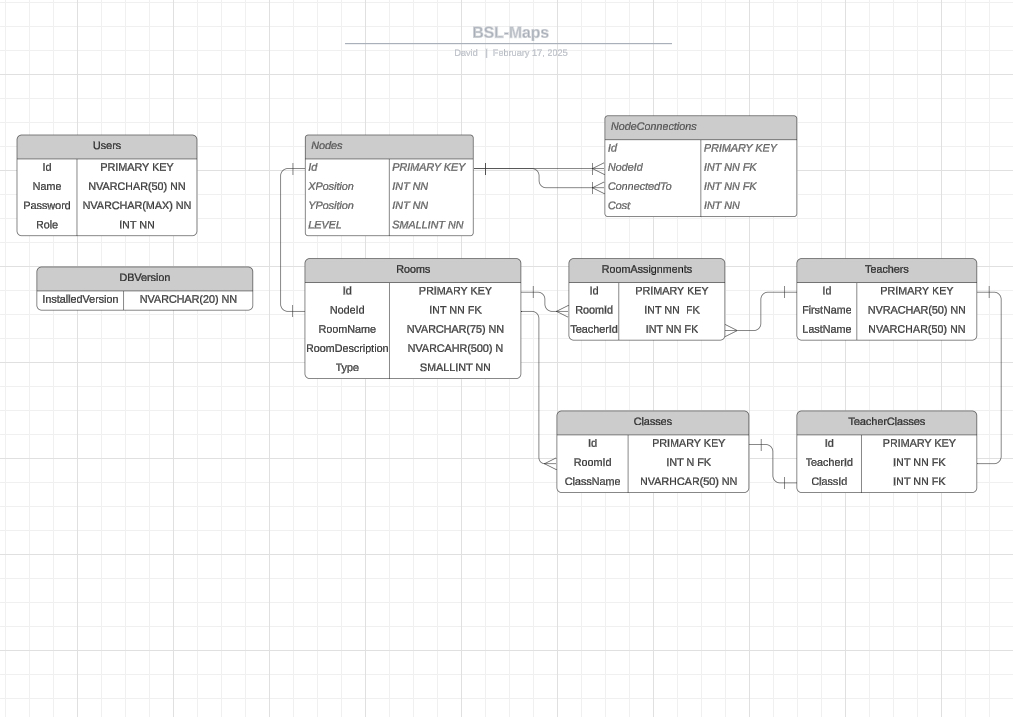 BSL-Maps
David | February 17, 2025
Users
Id PRIMARY KEY
Name NVARCHAR(50) NN
Password NVARCHAR(MAX) NN
Role INT NN
Nodes
Id PRIMARY KEY
XPosition INT NN
YPosition INT NN
LEVEL SMALLINT NN
NodeConnections
Id PRIMARY KEY
NodeId INT NN FK
ConnectedTo INT NN FK
Cost INT NN
DBVersion
InstalledVersion NVARCHAR(20) NN
Rooms
Id PRIMARY KEY
NodeId INT NN FK
RoomName NVARCHAR(75) NN
RoomDescription NVARCAHR(500) N
Type SMALLINT NN
RoomAssignments
Id PRIMARY KEY
RoomId INT NN FK
TeacherId INT NN FK
Teachers
Id PRIMARY KEY
FirstName NVRACHAR(50) NN
LastName NVARCHAR(50) NN
Classes
Id PRIMARY KEY
RoomId INT N FK
ClassName NVARHCAR(50) NN
TeacherClasses
Id PRIMARY KEY
TeacherId INT NN FK
ClassId INT NN FK